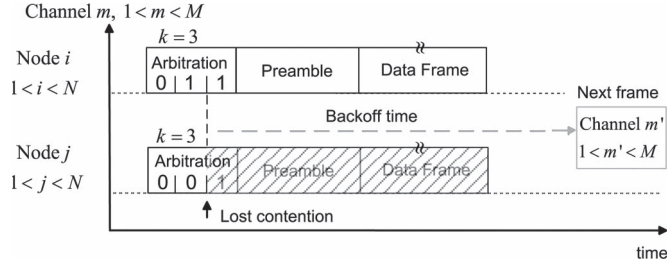 Channel m, 1 < m < M
k = 3
Node i
1 < i < N
Arbitration
0 | 1 | 1
Preamble
Data Frame
Next frame
Backoff time
Channel m'
1 < m' < M
k = 3
Node j
1 < j < N
Arbitration
0 | 0 | 1
Preamble
Data Frame
Lost contention
time